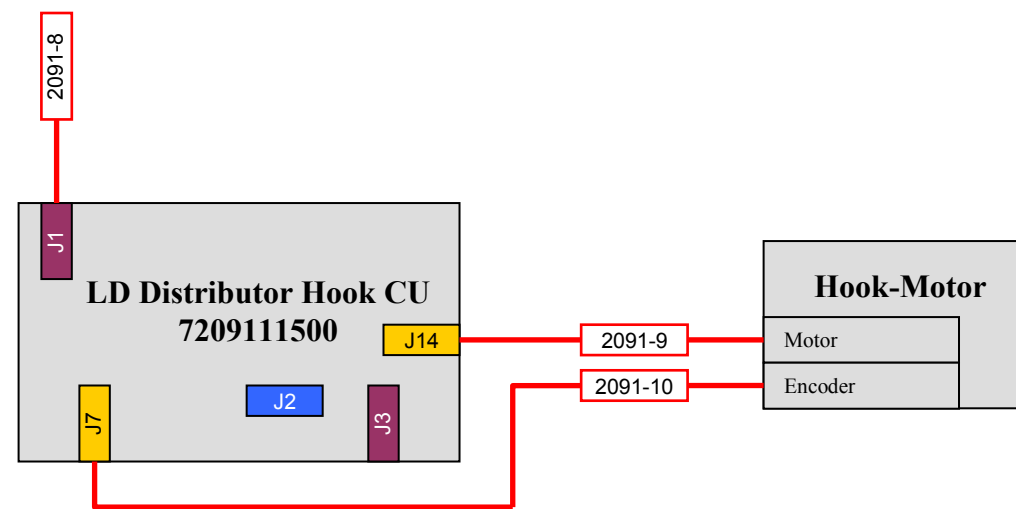 2091-8
J1
LD Distributor Hook CU
7209111500
J14
J2
J7
J3
2091-9
2091-10
Hook-Motor
Motor
Encoder